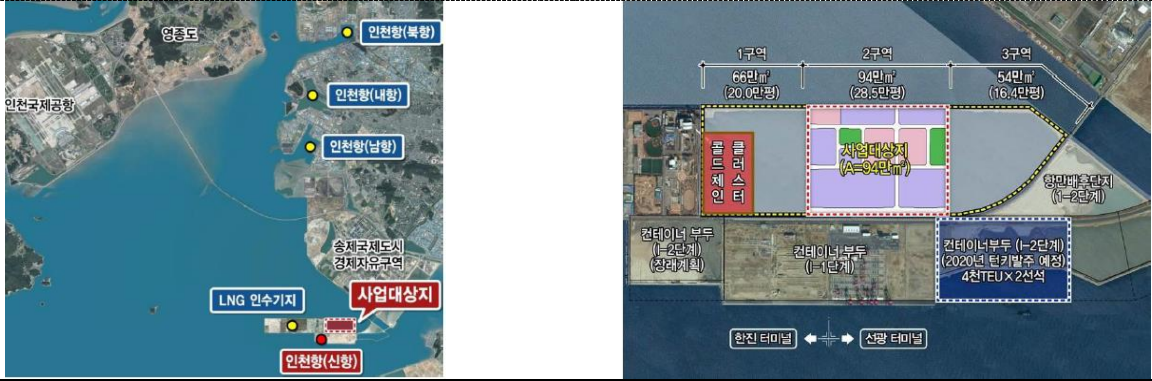 영종도
인천항(북항)
인천국제공항
인천항(내항)
인천항(남항)
송제국제도시
경제자유구역
LNG 인수기지
사업대상지
인천항(신항)
1구역
2구역
3구역
66만㎡
(20.0만평)
94만㎡
(28.5만평)
54만㎡
(16.4만평)
콜드체인
클러스터
사업대상지
(A=94만㎡)
항만배후단지
(1-2단계)
컨테이너 부두
(I-2단계)
(장래계획)
컨테이너 부두
(I-1단계)
컨테이너부두 (I-2단계)
(2020년 턴키발주 예정)
4천TEU×2선석
한진 터미널
선광 터미널